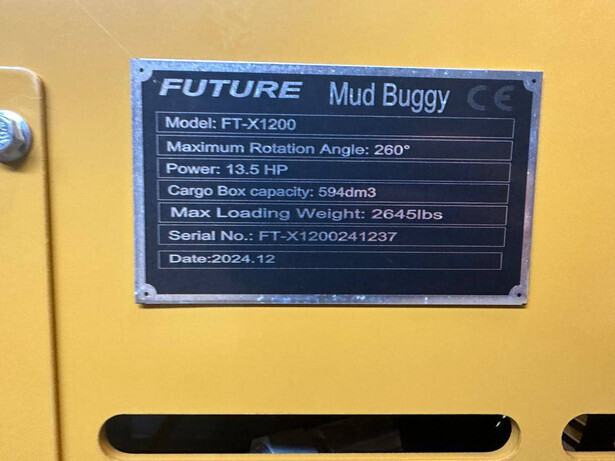 FUTURE Mud Buggy CE
Model: FT-X1200
Maximum Rotation Angle: 260°
Power: 13.5 HP
Cargo Box capacity: 594dm3
Max Loading Weight: 2645lbs
Serial No.: FT-X1200241237
Date:2024.12